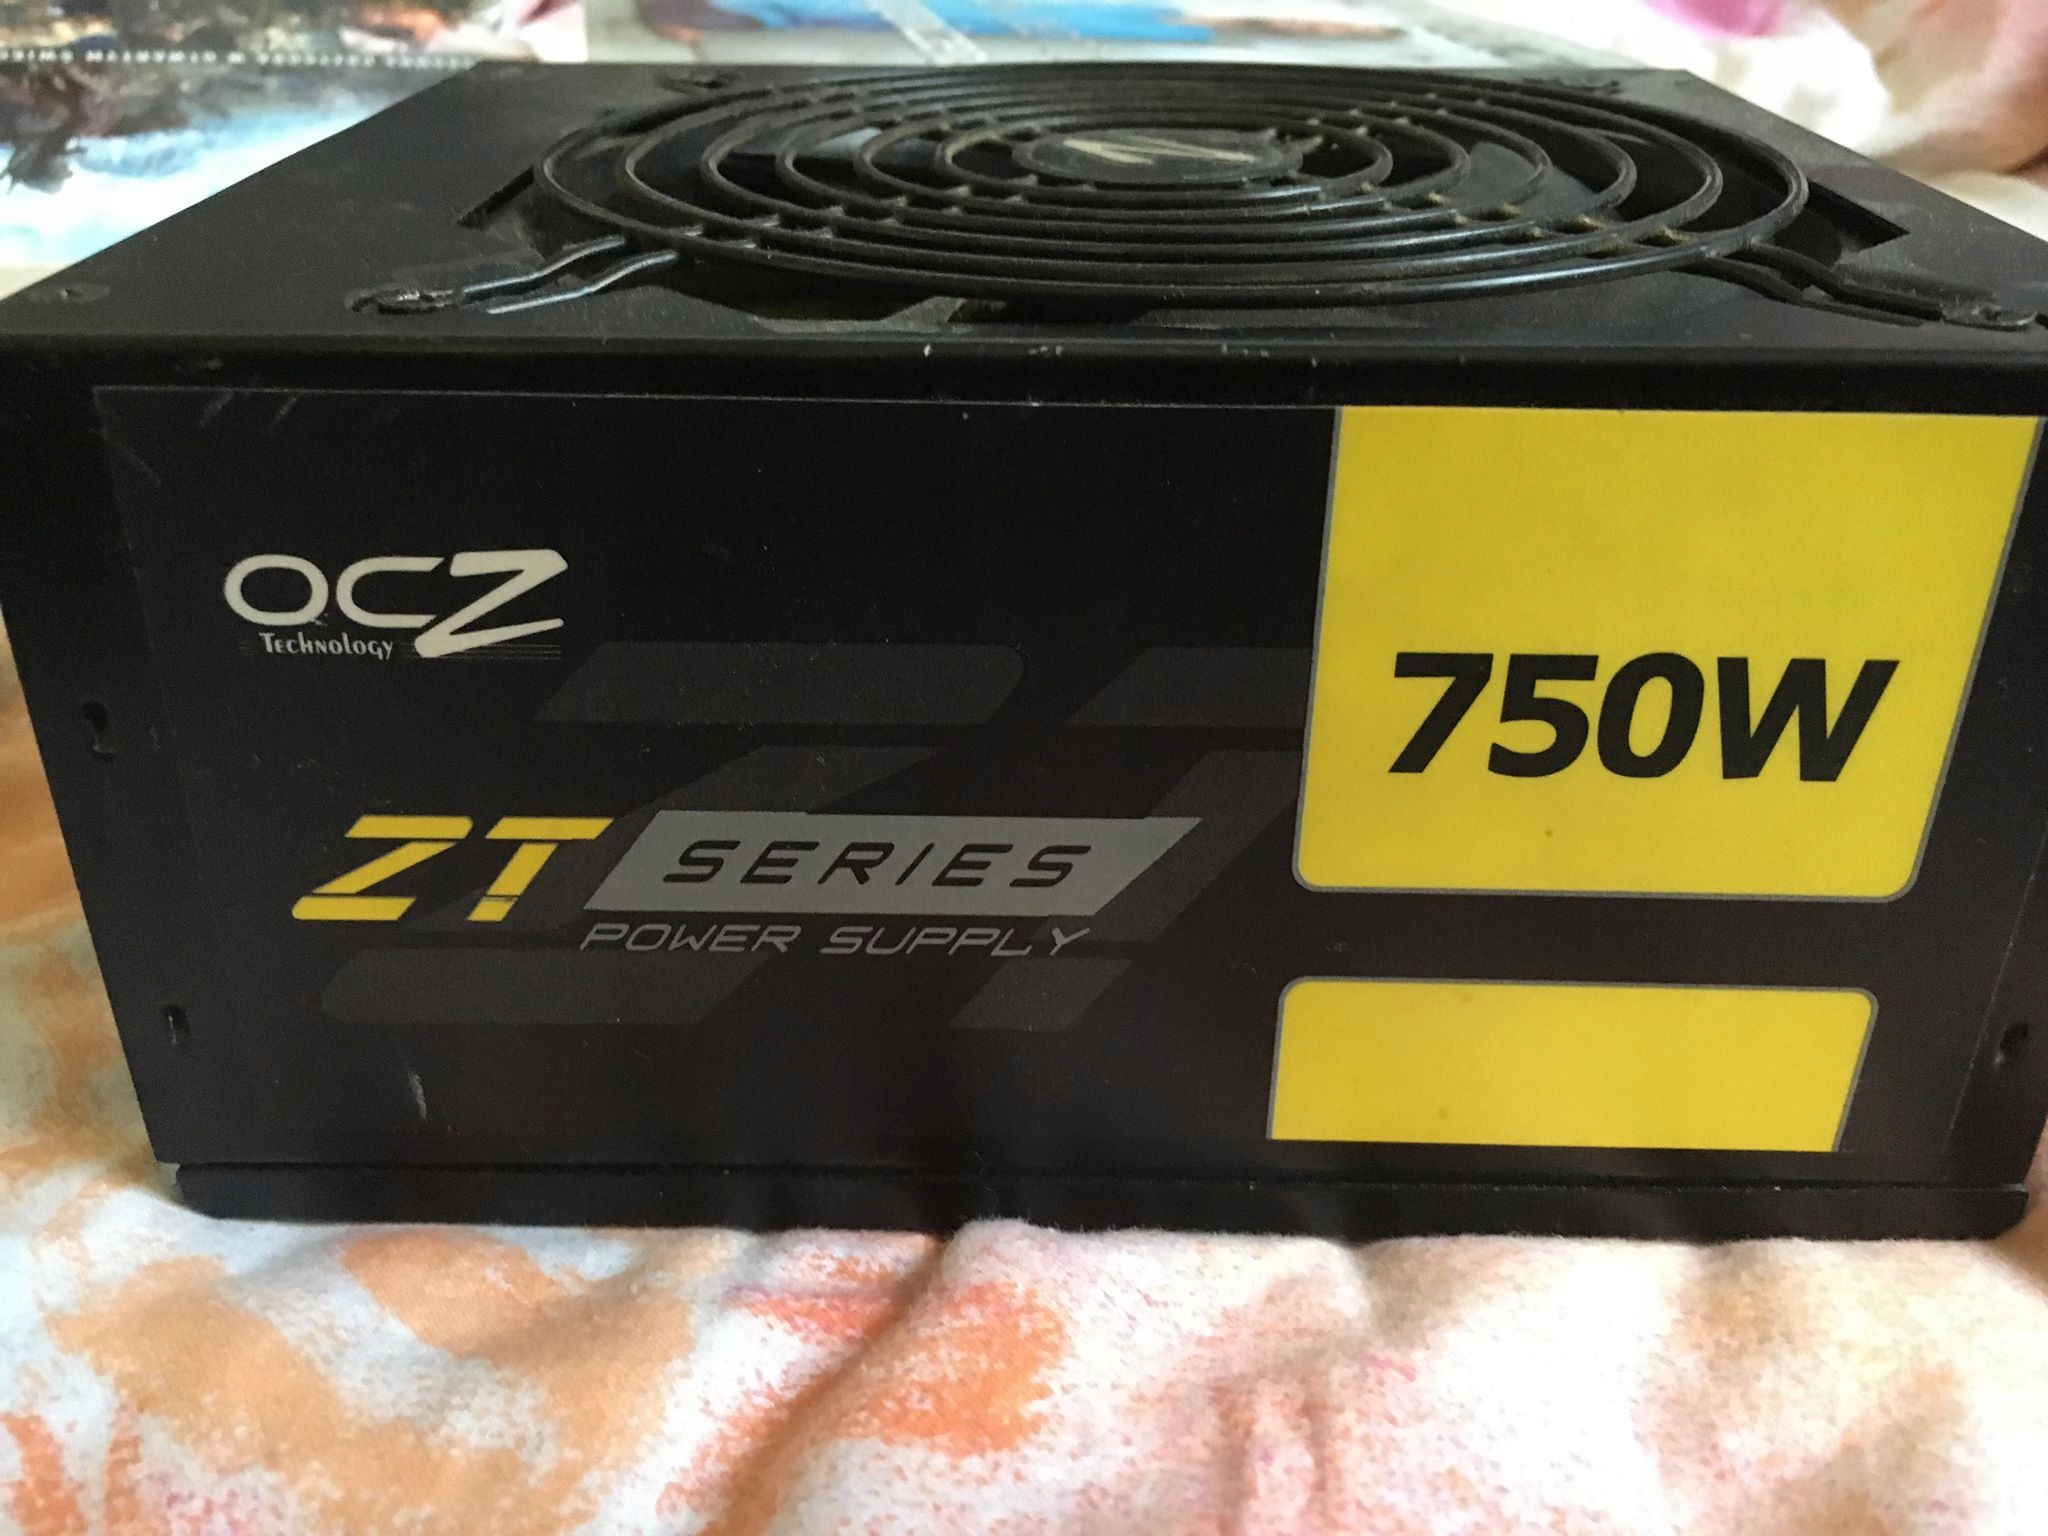 OCZ
Technology
750W
ZT SERIES
POWER SUPPLY